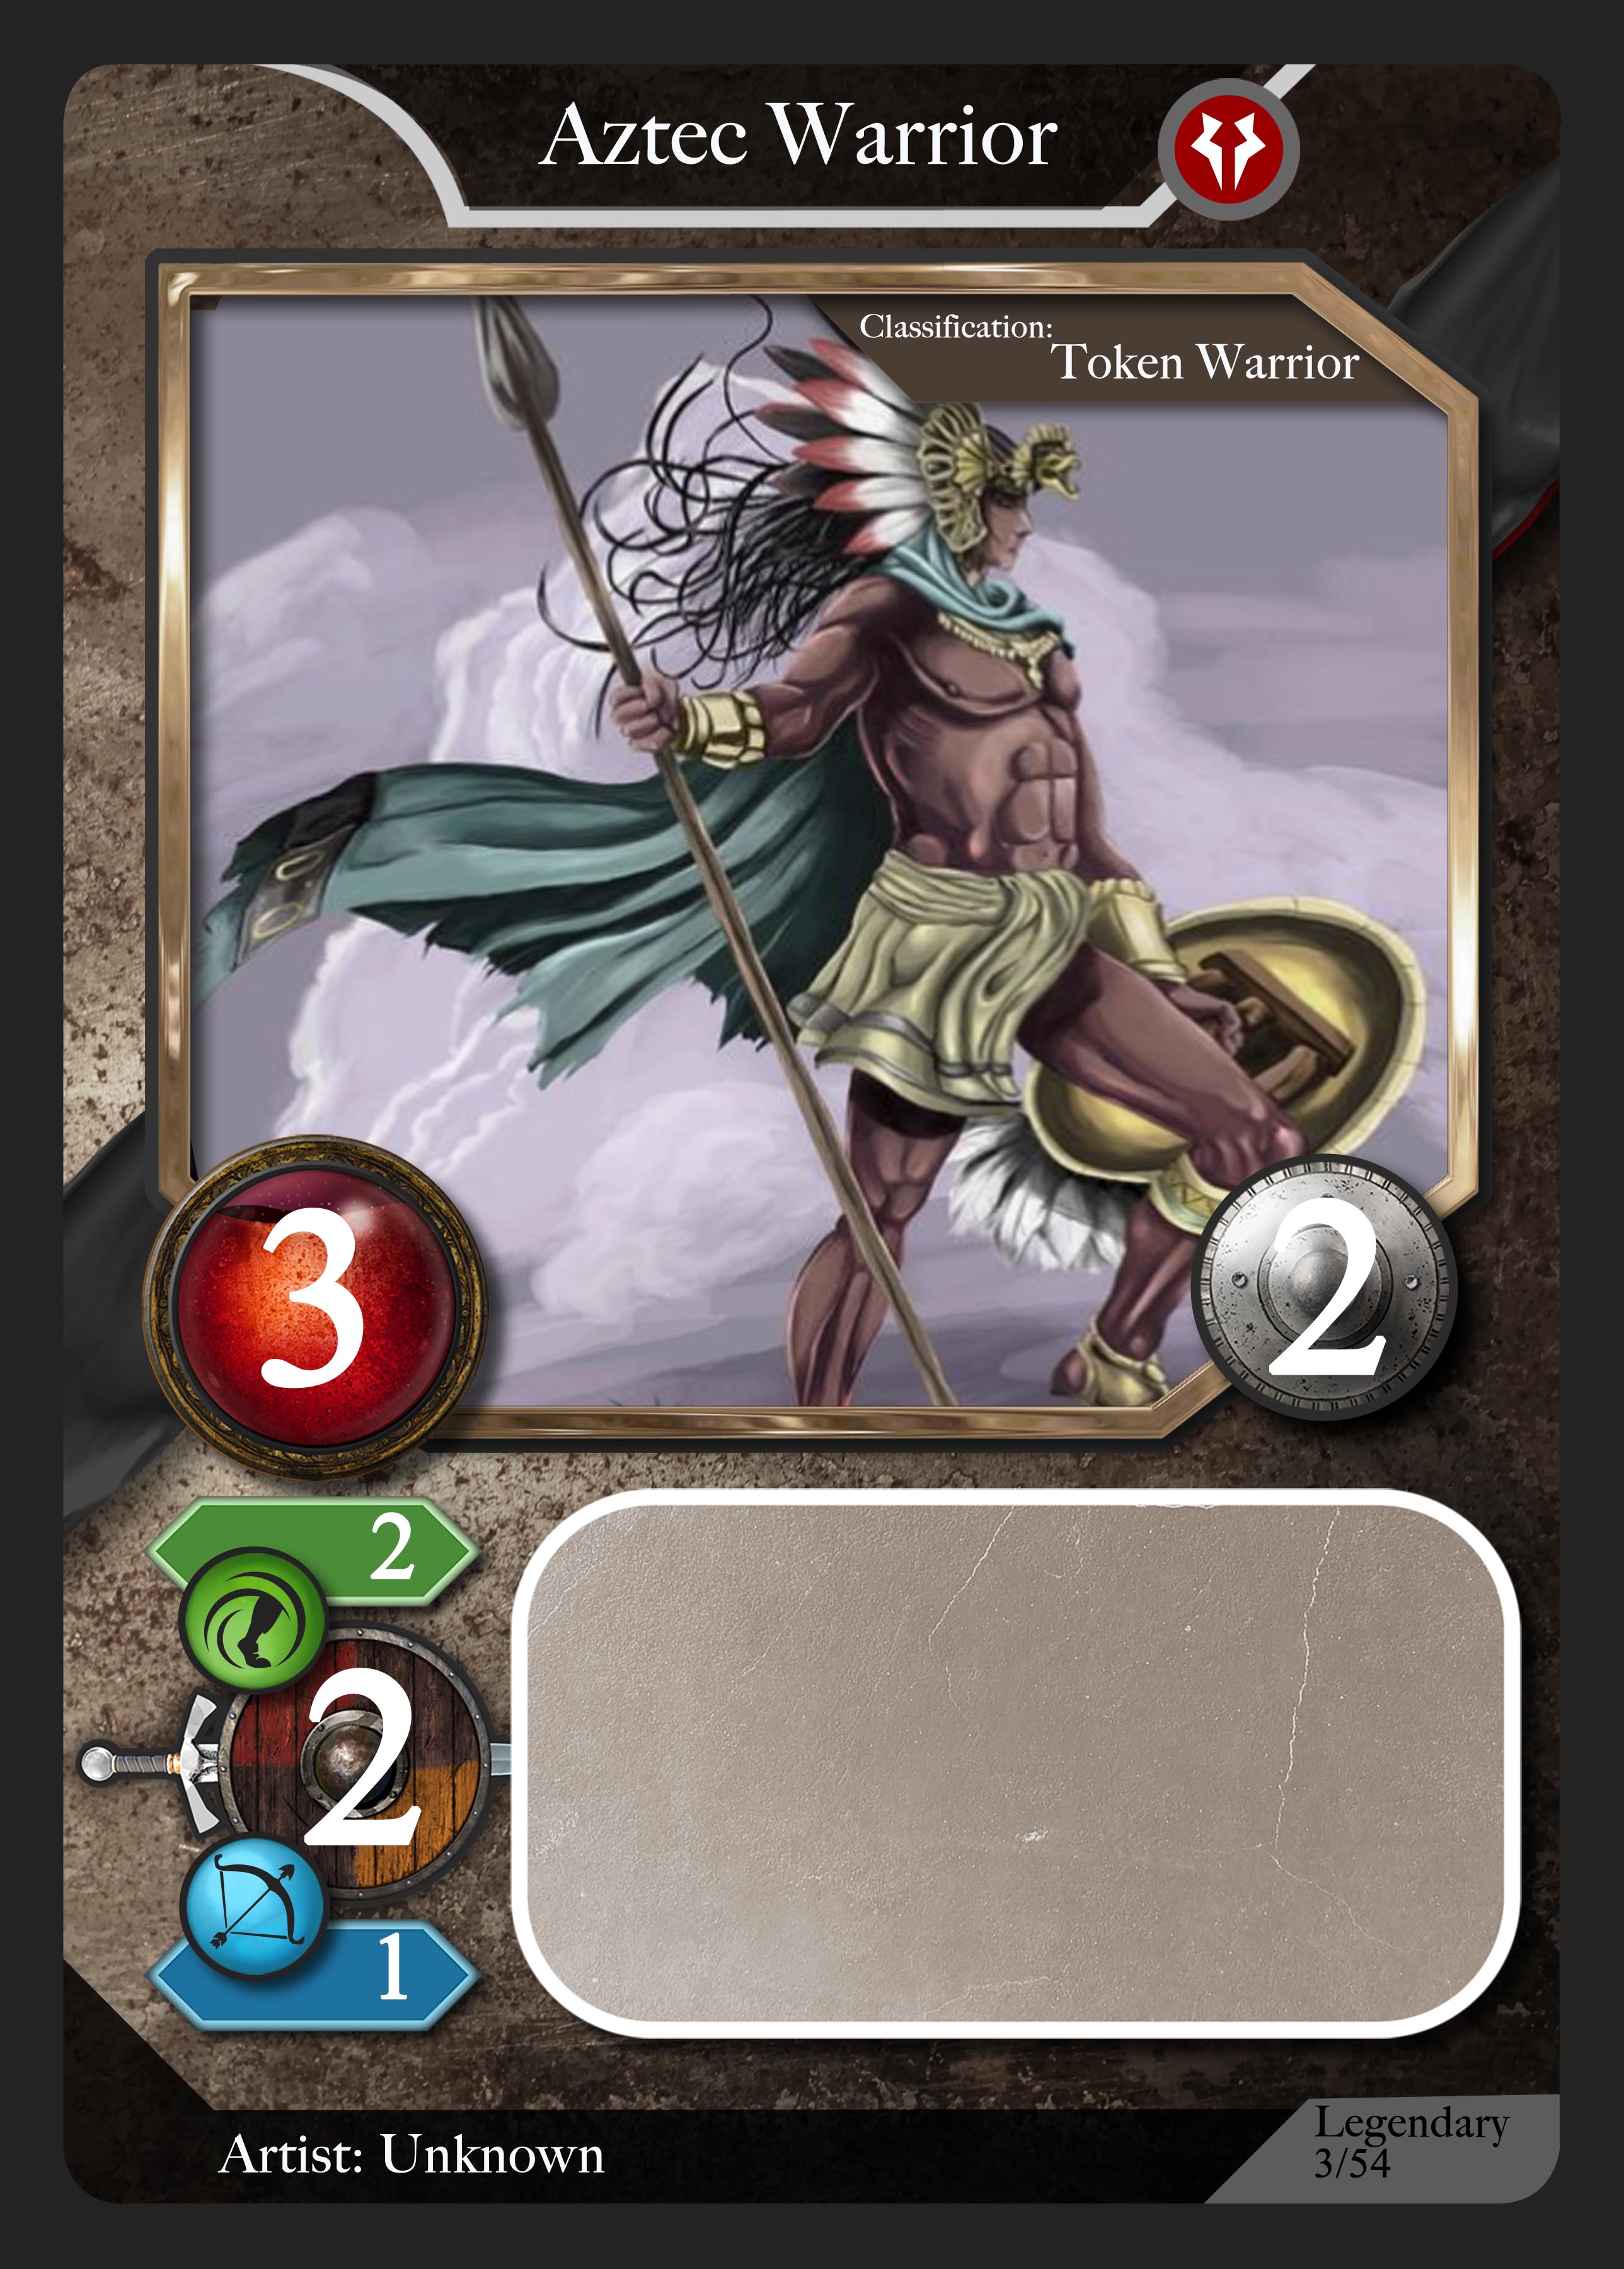 Aztec Warrior
Classification:
Token Warrior
3
2
2
2
1
Artist: Unknown
Legendary
3/54